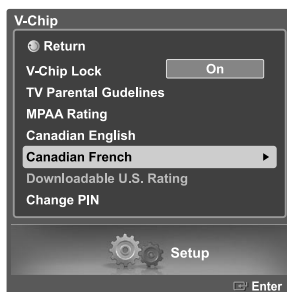 V-Chip
Return
V-Chip Lock On
TV Parental Gudelines
MPAA Rating
Canadian English
Canadian French
Downloadable U.S. Rating
Change PIN
Setup
Enter